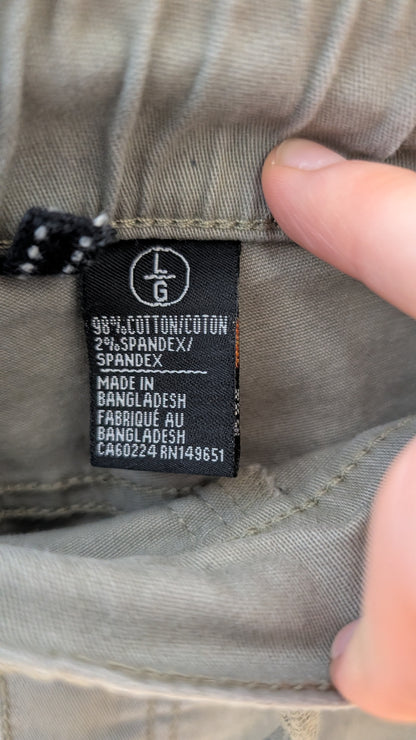 L
G
98%COTTON/COTON
2%SPANDEX/
SPANDEX
MADE IN
BANGLADESH
FABRIQUÉ AU
BANGLADESH
CA60224 RN149651